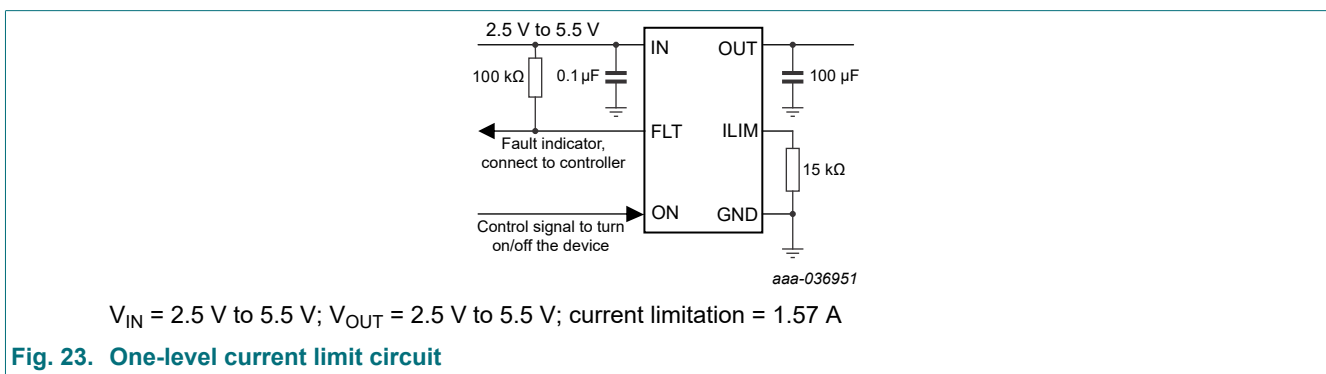 2.5 V to 5.5 V
IN
OUT
100 kΩ
0.1 µF
100 µF
FLT
ILIM
Fault indicator,
connect to controller
15 kΩ
ON
GND
Control signal to turn
on/off the device
aaa-036951
V_IN = 2.5 V to 5.5 V; V_OUT = 2.5 V to 5.5 V; current limitation = 1.57 A
Fig. 23. One-level current limit circuit